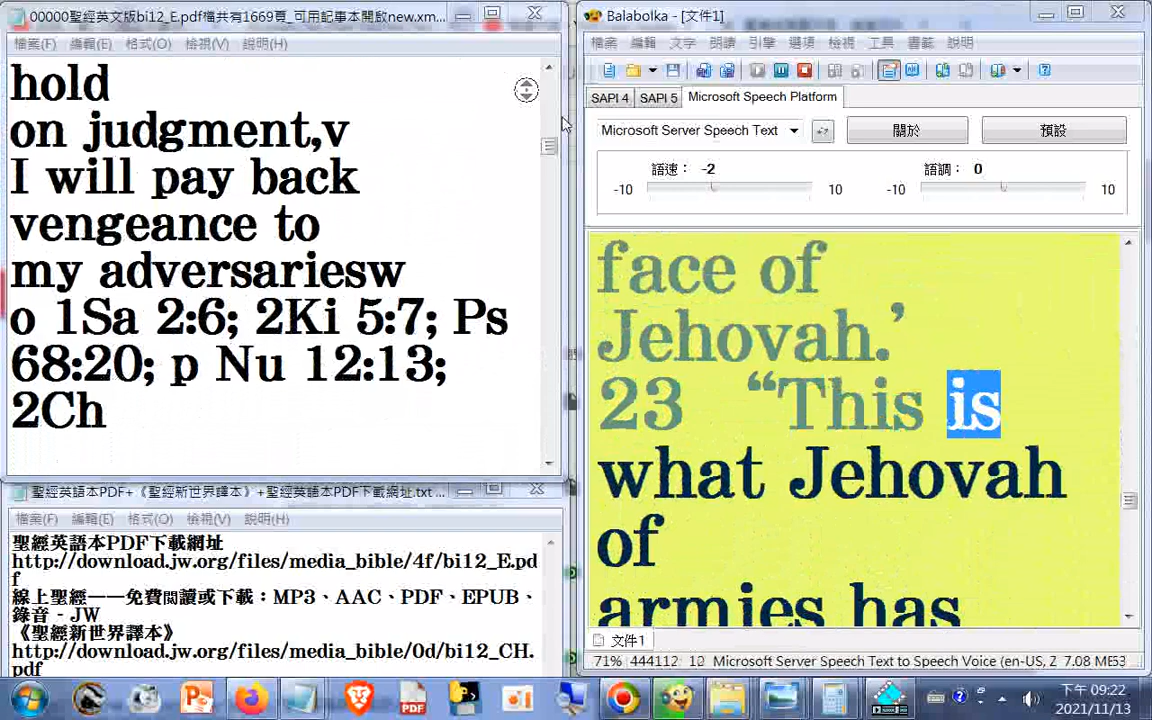 00000聖經英文版bi12_E.pdf檔共有1669頁_可用記事本開啟new.xm...
檔案(F) 編輯(E) 格式(O) 檢視(V) 說明(H)
hold
on judgment,v
I will pay back
vengeance to
my adversariesw
o 1Sa 2:6; 2Ki 5:7; Ps
68:20; p Nu 12:13;
2Ch
聖經英語本PDF+《聖經新世界譯本》+聖經英語本PDF下載網址.txt ...
檔案(F) 編輯(E) 格式(O) 檢視(V) 說明(H)
聖經英語本PDF下載網址
http://download.jw.org/files/media_bible/4f/bi12_E.pd
f
線上聖經——免費閱讀或下載：MP3、AAC、PDF、EPUB、
錄音 - JW
《聖經新世界譯本》
http://download.jw.org/files/media_bible/0d/bi12_CH.
pdf
Balabolka - [文件1]
檔案 編輯 文字 朗讀 引擎 選項 檢視 工具 書籤 說明
SAPI 4 SAPI 5 Microsoft Speech Platform
Microsoft Server Speech Text 關於 預設
語速： -2 語調： 0
-10 10 -10 10
face of
Jehovah.’
23 “This is
what Jehovah
of
armies has
文件1
71% 444112 Microsoft Server Speech Text to Speech Voice (en-US, Z 7.08 ME
下午 09:22
2021/11/13